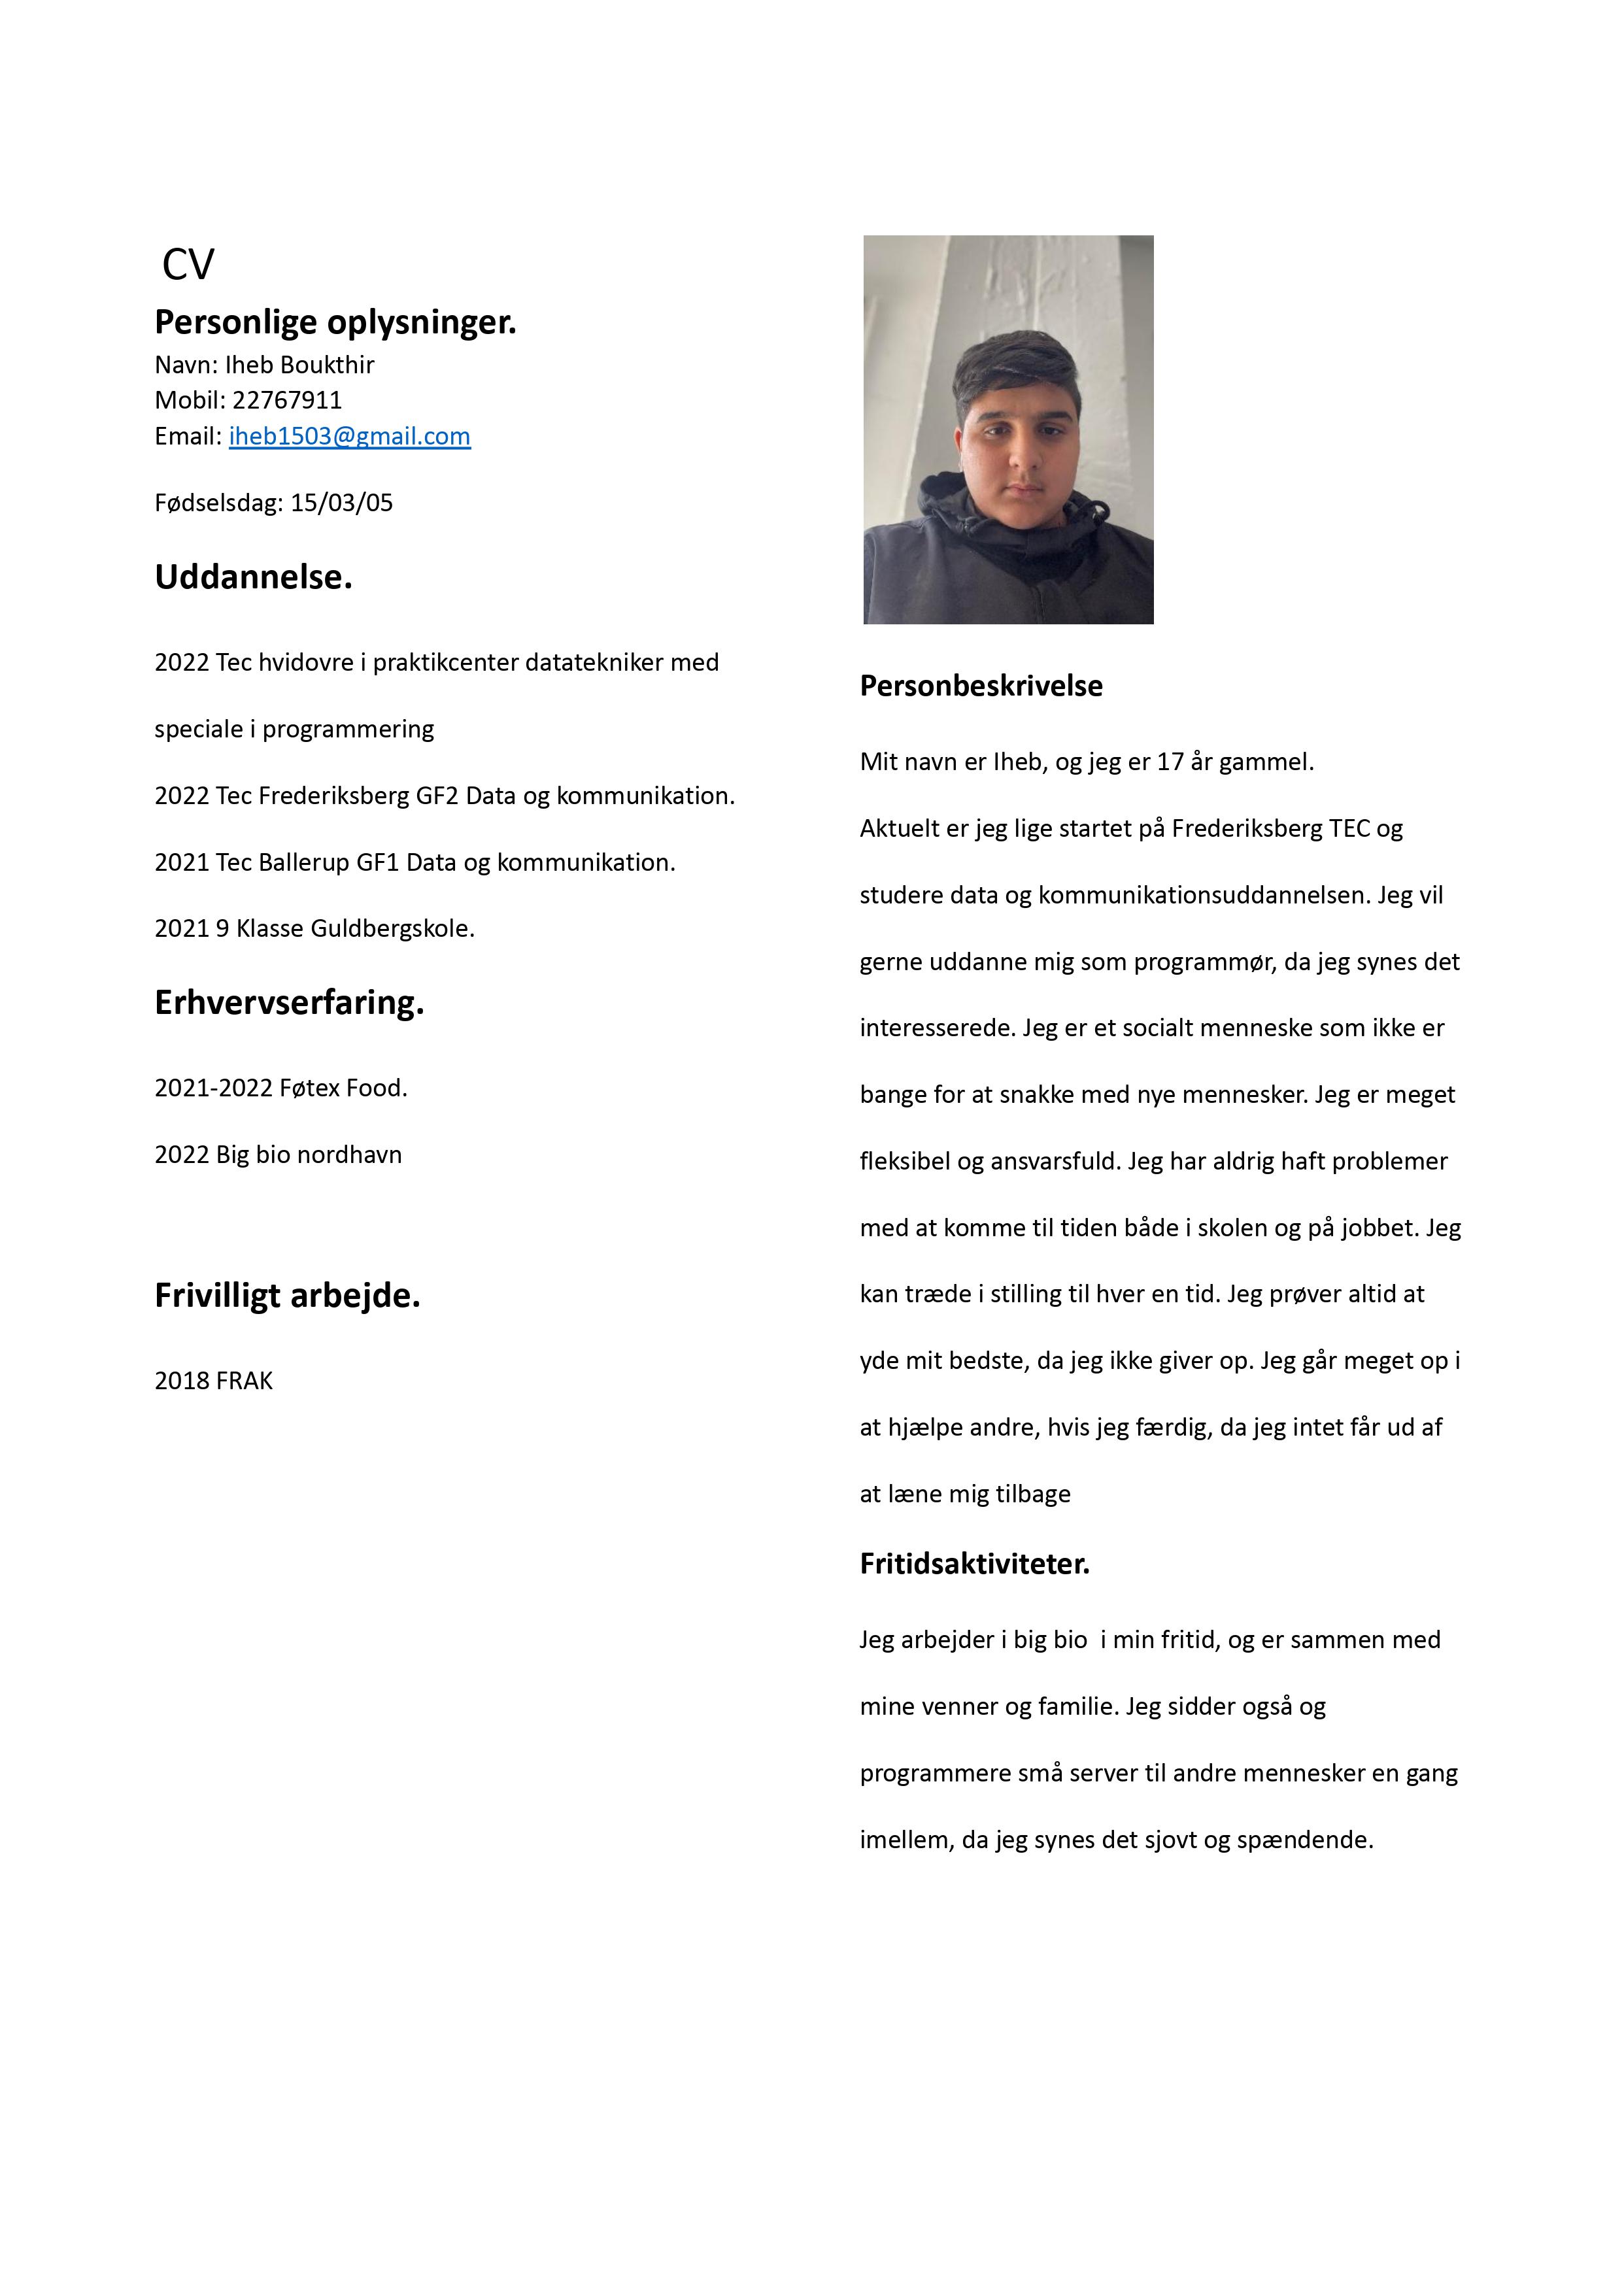 CV
Personlige oplysninger.
Navn: Iheb Boukthir
Mobil: 22767911
Email: iheb1503@gmail.com
Fødselsdag: 15/03/05
Uddannelse.
2022 Tec hvidovre i praktikcenter datatekniker med
speciale i programmering
2022 Tec Frederiksberg GF2 Data og kommunikation.
2021 Tec Ballerup GF1 Data og kommunikation.
2021 9 Klasse Guldbergskole.
Erhvervserfaring.
2021-2022 Føtex Food.
2022 Big bio nordhavn
Frivilligt arbejde.
2018 FRAK
Personbeskrivelse
Mit navn er Iheb, og jeg er 17 år gammel.
Aktuelt er jeg lige startet på Frederiksberg TEC og
studere data og kommunikationsuddannelsen. Jeg vil
gerne uddanne mig som programmør, da jeg synes det
interesserede. Jeg er et socialt menneske som ikke er
bange for at snakke med nye mennesker. Jeg er meget
fleksibel og ansvarsfuld. Jeg har aldrig haft problemer
med at komme til tiden både i skolen og på jobbet. Jeg
kan træde i stilling til hver en tid. Jeg prøver altid at
yde mit bedste, da jeg ikke giver op. Jeg går meget op i
at hjælpe andre, hvis jeg færdig, da jeg intet får ud af
at læne mig tilbage
Fritidsaktiviteter.
Jeg arbejder i big bio  i min fritid, og er sammen med
mine venner og familie. Jeg sidder også og
programmere små server til andre mennesker en gang
imellem, da jeg synes det sjovt og spændende.